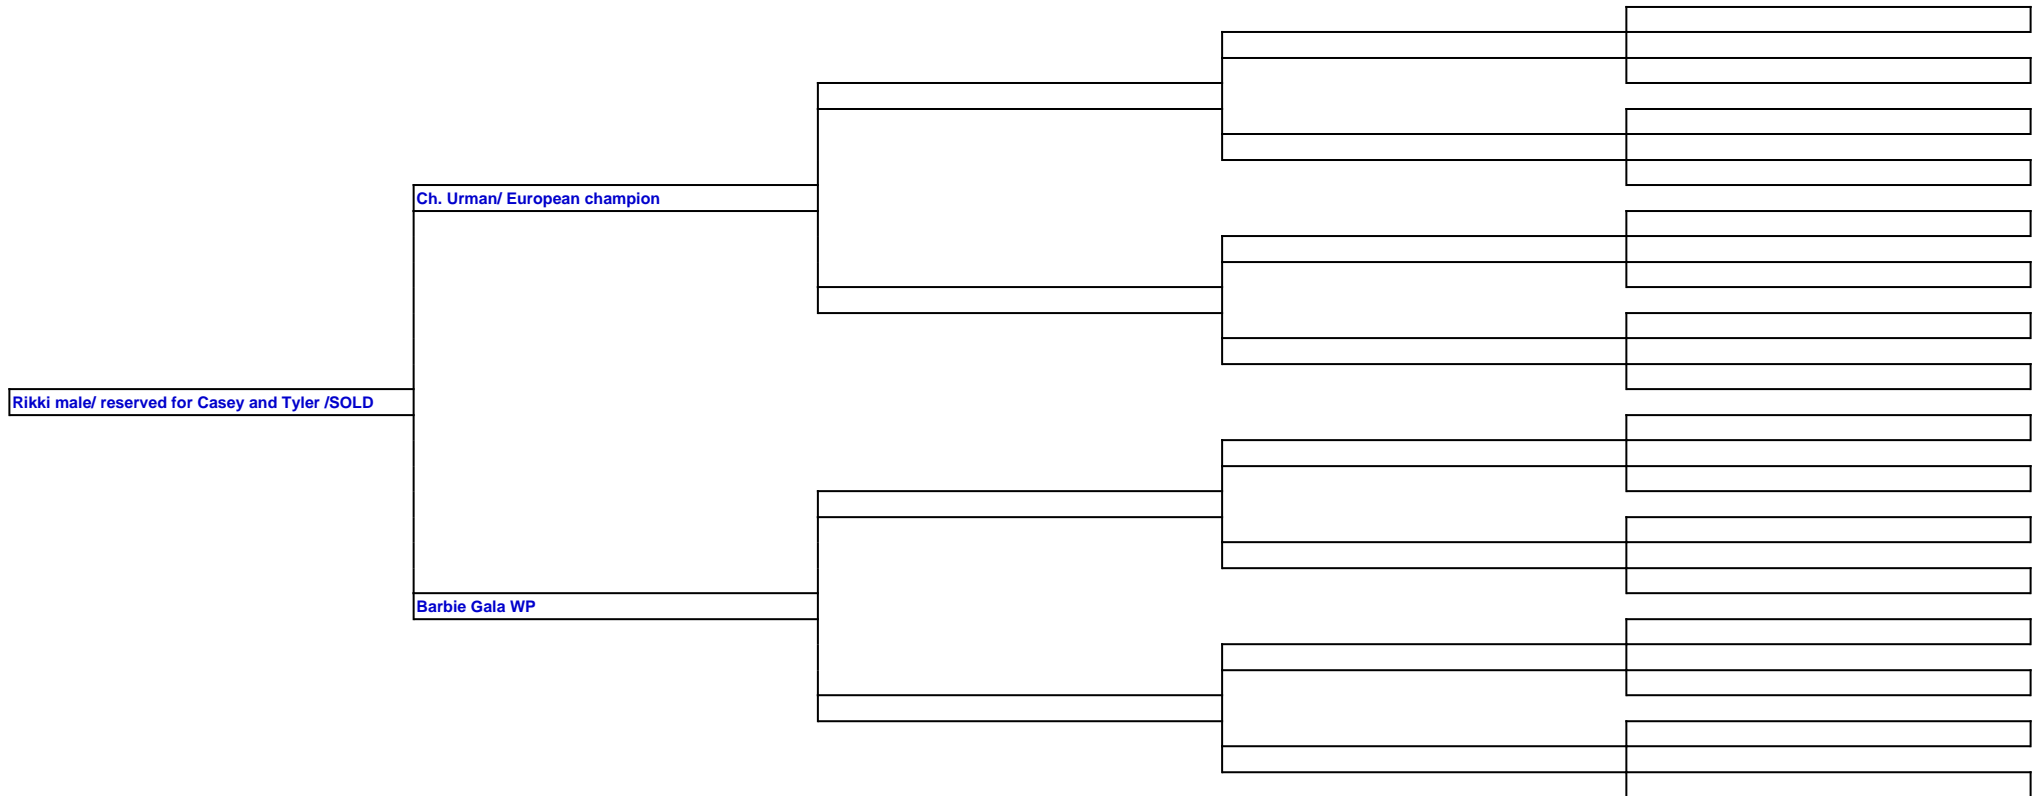 Ch. Urman/ European champion
Rikki male/ reserved for Casey and Tyler /SOLD
Barbie Gala WP